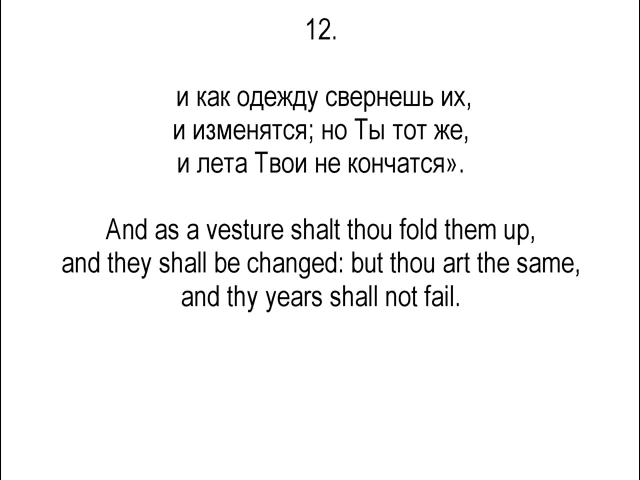 12.
и как одежду свернешь их,
и изменятся; но Ты тот же,
и лета Твои не кончатся».
And as a vesture shalt thou fold them up,
and they shall be changed: but thou art the same,
and thy years shall not fail.